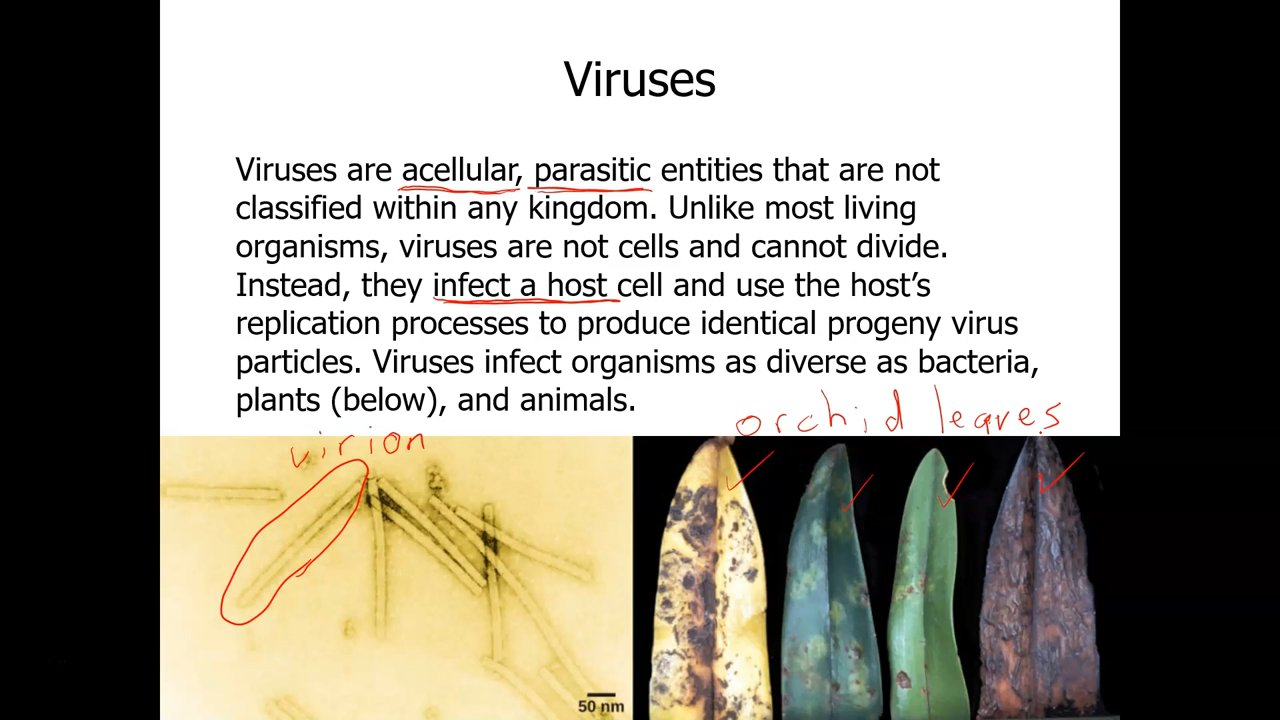 Viruses
Viruses are acellular, parasitic entities that are not
classified within any kingdom. Unlike most living
organisms, viruses are not cells and cannot divide.
Instead, they infect a host cell and use the host’s
replication processes to produce identical progeny virus
particles. Viruses infect organisms as diverse as bacteria,
plants (below), and animals.
orchid leaves
virion
50 nm